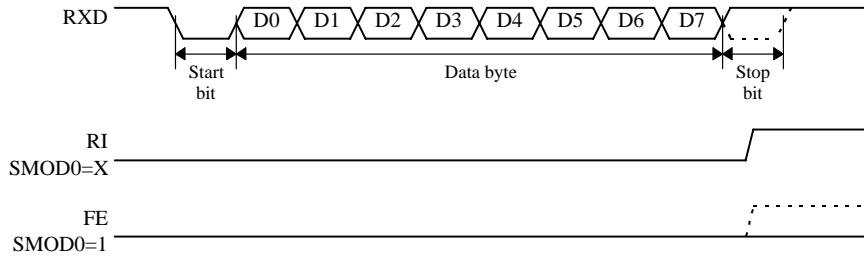 RXD
D0 D1 D2 D3 D4 D5 D6 D7
Start
bit
Data byte
Stop
bit
RI
SMOD0=X
FE
SMOD0=1